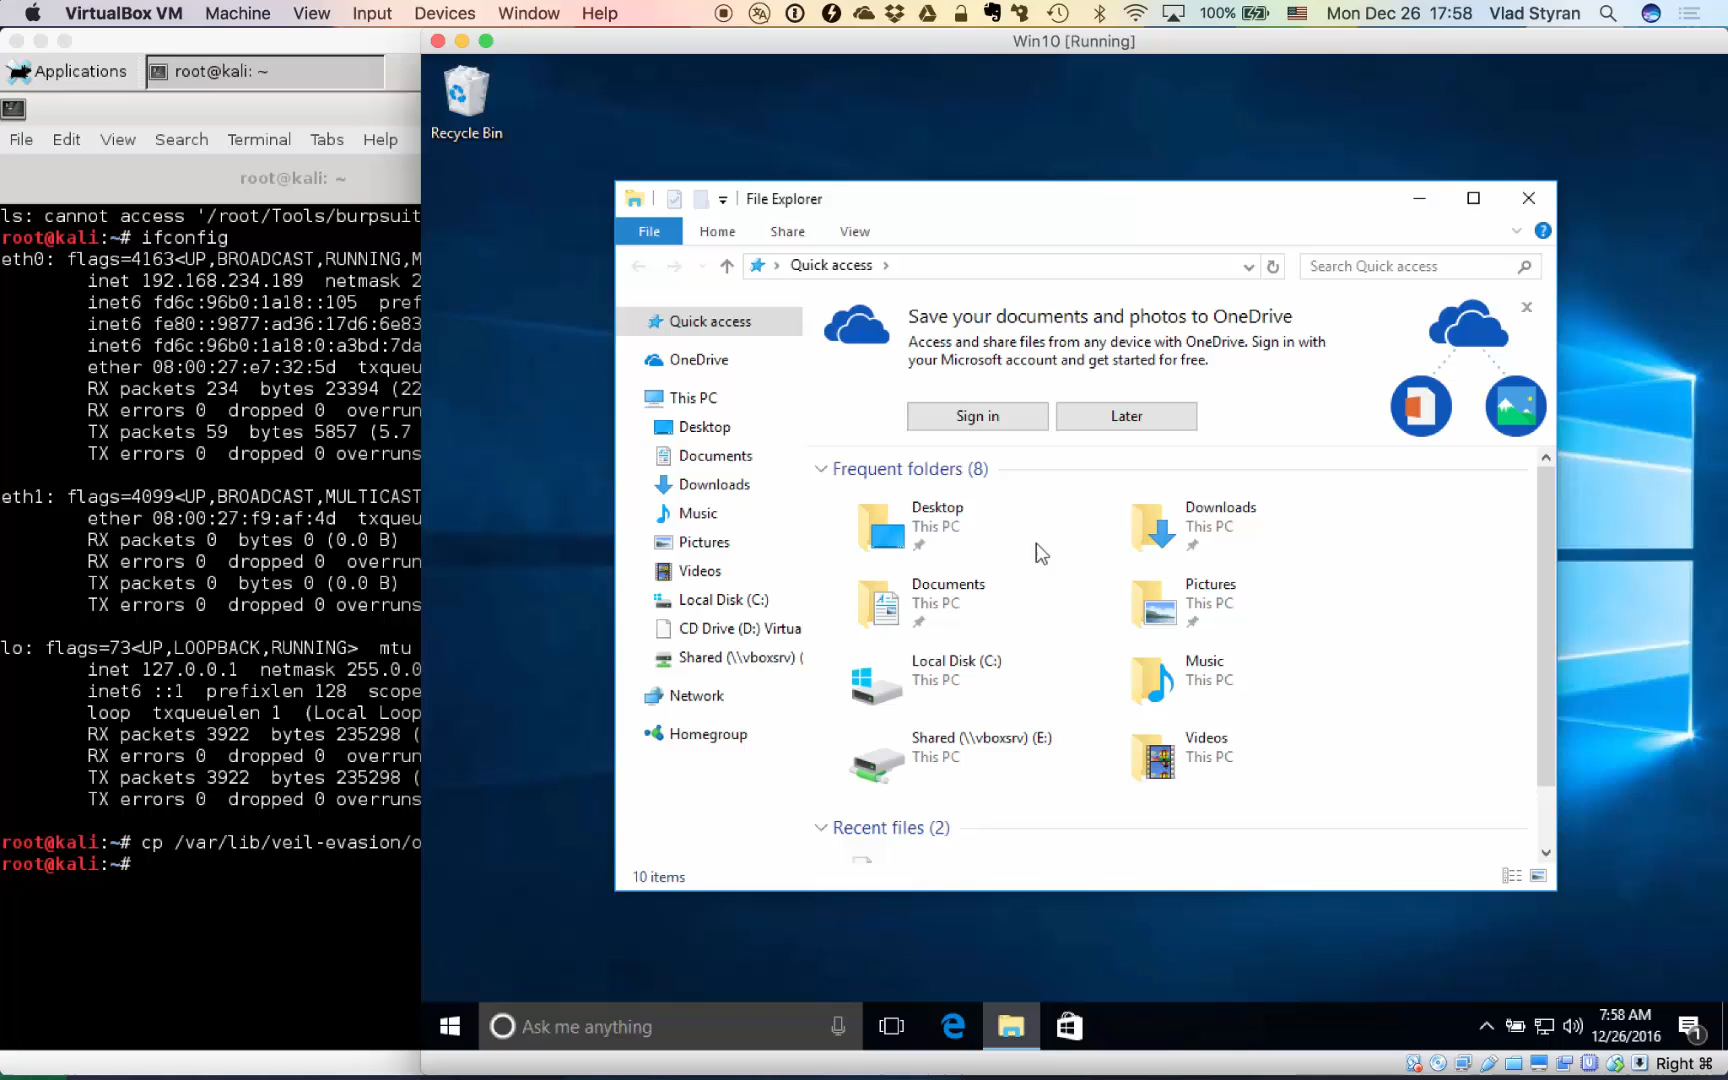 VirtualBox VM Machine View Input Devices Window Help 100% Mon Dec 26 17:58 Vlad Styran
Applications root@kali: ~
File Edit View Search Terminal Tabs Help
root@kali: ~
ls: cannot access '/root/Tools/burpsuit
root@kali:~# ifconfig
eth0: flags=4163<UP,BROADCAST,RUNNING,M
inet 192.168.234.189 netmask 2
inet6 fd6c:96b0:1a18::105 pref
inet6 fe80::9877:ad36:17d6:6e83
inet6 fd6c:96b0:1a18:0:a3bd:7da
ether 08:00:27:e7:32:5d txqueu
RX packets 234 bytes 23394 (22
RX errors 0 dropped 0 overrun
TX packets 59 bytes 5857 (5.7
TX errors 0 dropped 0 overruns
eth1: flags=4099<UP,BROADCAST,MULTICAST
ether 08:00:27:f9:af:4d txqueu
RX packets 0 bytes 0 (0.0 B)
RX errors 0 dropped 0 overruns
TX packets 0 bytes 0 (0.0 B)
TX errors 0 dropped 0 overruns
lo: flags=73<UP,LOOPBACK,RUNNING> mtu
inet 127.0.0.1 netmask 255.0.0
inet6 ::1 prefixlen 128 scope
loop txqueuelen 1 (Local Loop
RX packets 3922 bytes 235298 (
RX errors 0 dropped 0 overruns
TX packets 3922 bytes 235298 (
TX errors 0 dropped 0 overruns
root@kali:~# cp /var/lib/veil-evasion/o
root@kali:~#
Win10 [Running]
Recycle Bin
File Explorer
File Home Share View
Quick access
Search Quick access
Quick access
OneDrive
This PC
Desktop
Documents
Downloads
Music
Pictures
Videos
Local Disk (C:)
CD Drive (D:) Virtua
Shared (\\vboxsrv) (
Network
Homegroup
Save your documents and photos to OneDrive
Access and share files from any device with OneDrive. Sign in with
your Microsoft account and get started for free.
Sign in Later
Frequent folders (8)
Desktop
This PC
Downloads
This PC
Documents
This PC
Pictures
This PC
Local Disk (C:)
This PC
Music
This PC
Shared (\\vboxsrv) (E:)
This PC
Videos
This PC
Recent files (2)
10 items
Ask me anything
7:58 AM
12/26/2016
1
Right ⌘